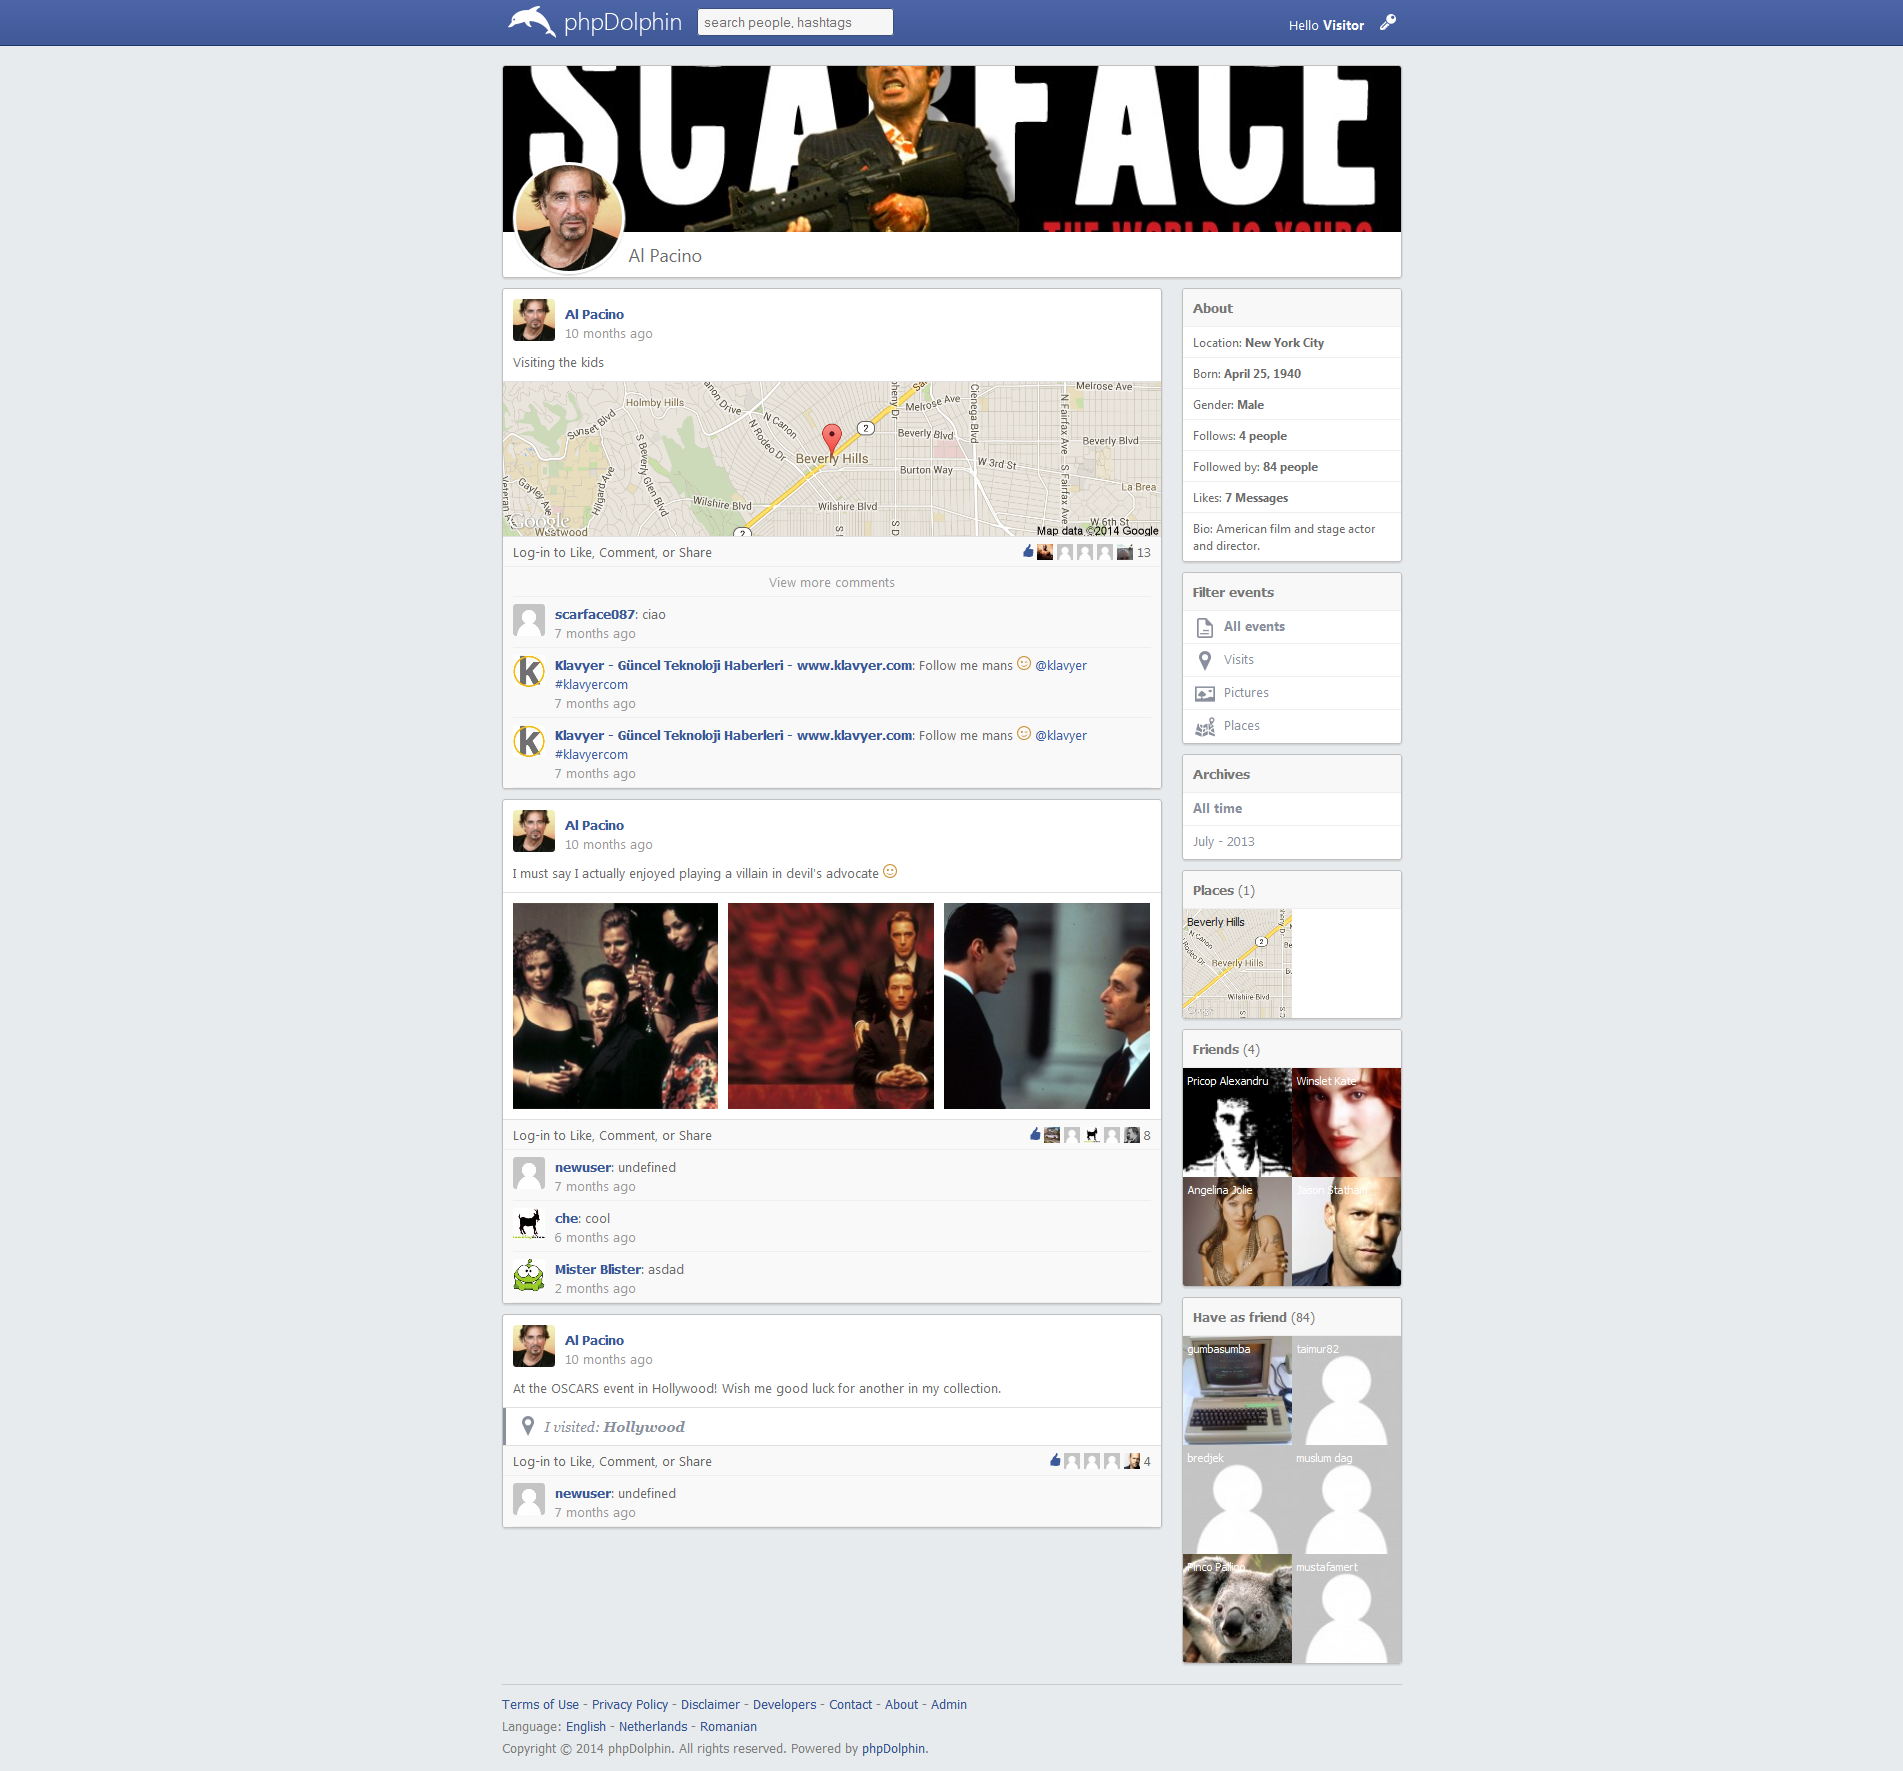 phpDolphin
search people, hashtags
Hello Visitor
SCARFACE
THE WORLD IS YOURS
Al Pacino
Al Pacino
10 months ago
Visiting the kids
Holmby Hills
Sunset Blvd
S Beverly Glen Blvd
Hilgard Ave
Gayley Ave
Westwood
Wilshire Blvd
N Canon
N Rodeo Dr
Beverly Hills
2
Melrose Ave
Melrose Ave
Beverly Blvd
Beverly Blvd
Burton Way
W 3rd St
Wilshire Blvd
N Fairfax Ave
S Fairfax Ave
La Brea
W 6th St
2
Google
Map data ©2014 Google
Log-in to Like, Comment, or Share
13
View more comments
scarface087: ciao
7 months ago
Klavyer - Güncel Teknoloji Haberleri - www.klavyer.com: Follow me mans @klavyer
#klavyercom
7 months ago
Klavyer - Güncel Teknoloji Haberleri - www.klavyer.com: Follow me mans @klavyer
#klavyercom
7 months ago
Al Pacino
10 months ago
I must say I actually enjoyed playing a villain in devil's advocate
Log-in to Like, Comment, or Share
8
newuser: undefined
7 months ago
che: cool
6 months ago
Mister Blister: asdad
2 months ago
Al Pacino
10 months ago
At the OSCARS event in Hollywood! Wish me good luck for another in my collection.
I visited: Hollywood
Log-in to Like, Comment, or Share
4
newuser: undefined
7 months ago
About
Location: New York City
Born: April 25, 1940
Gender: Male
Follows: 4 people
Followed by: 84 people
Likes: 7 Messages
Bio: American film and stage actor
and director.
Filter events
All events
Visits
Pictures
Places
Archives
All time
July - 2013
Places (1)
Beverly Hills
N Canon
Rodeo Dr
2
Beverly Hills
Wilshire Blvd
Google
Friends (4)
Pricop Alexandru
Winslet Kate
Angelina Jolie
Jason Statham
Have as friend (84)
gumbasumba
taimur82
bredjek
muslum dag
Pinco Pallino
mustafamert
Terms of Use - Privacy Policy - Disclaimer - Developers - Contact - About - Admin
Language: English - Netherlands - Romanian
Copyright © 2014 phpDolphin. All rights reserved. Powered by phpDolphin.